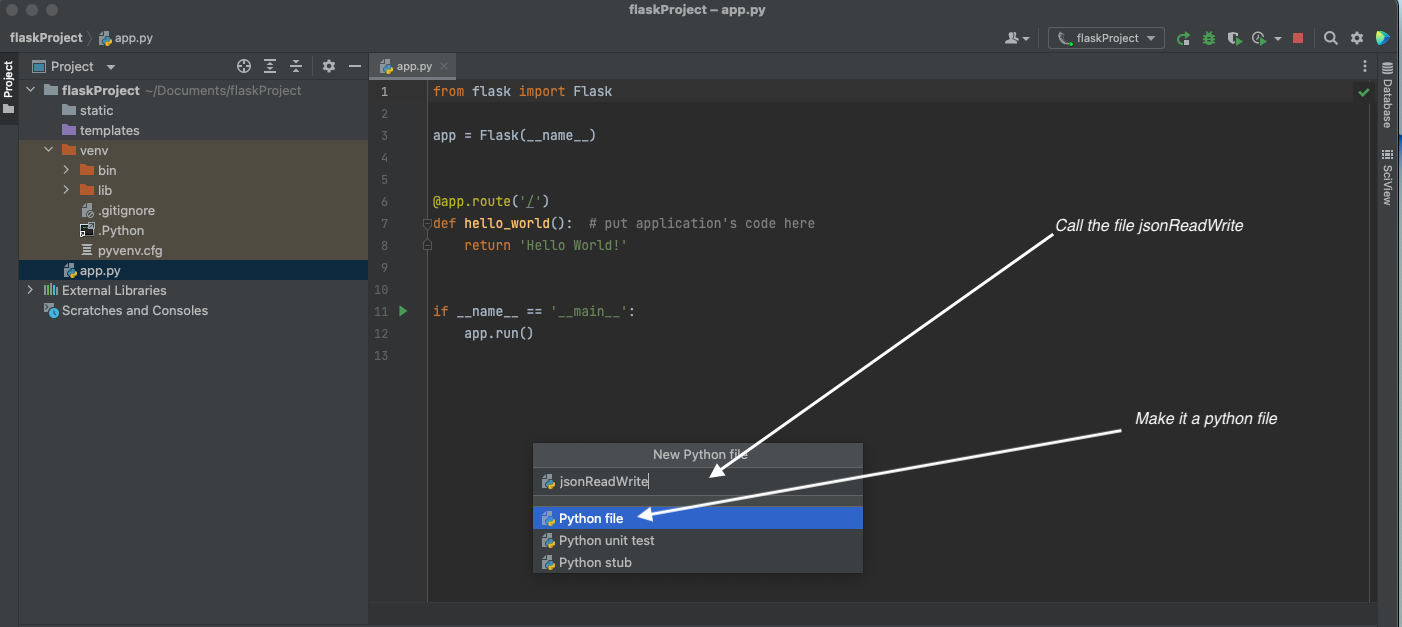 flaskProject – app.py
flaskProject
app.py
flaskProject
Project
Project
app.py
flaskProject ~/Documents/flaskProject
static
templates
venv
bin
lib
.gitignore
.Python
pyvenv.cfg
app.py
External Libraries
Scratches and Consoles
1 from flask import Flask
2
3 app = Flask(__name__)
4
5
6 @app.route('/')
7 def hello_world():  # put application's code here
8     return 'Hello World!'
9
10
11 if __name__ == '__main__':
12     app.run()
13
Call the file jsonReadWrite
Make it a python file
New Python file
jsonReadWrite
Python file
Python unit test
Python stub
Database
SciView